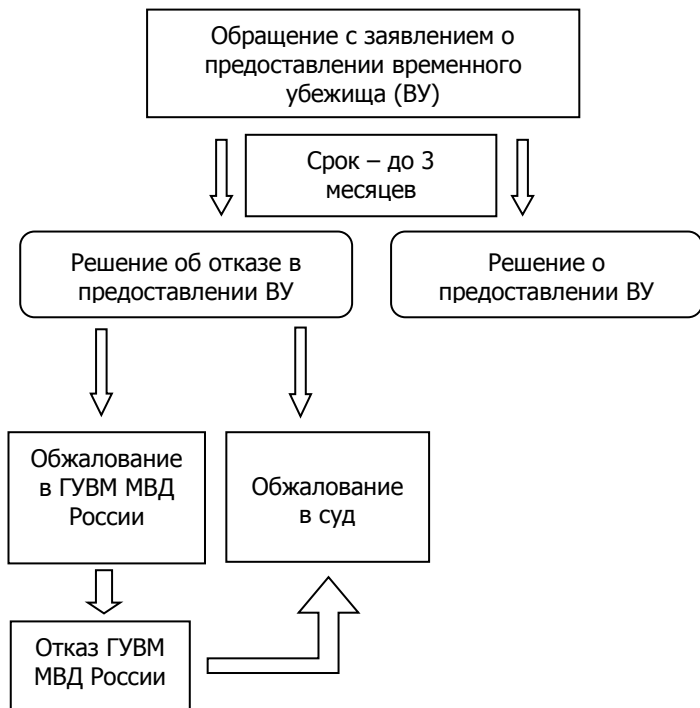 Обращение с заявлением о
предоставлении временного
убежища (ВУ)
Срок – до 3
месяцев
Решение об отказе в
предоставлении ВУ
Решение о
предоставлении ВУ
Обжалование
в ГУВМ МВД
России
Обжалование
в суд
Отказ ГУВМ
МВД России